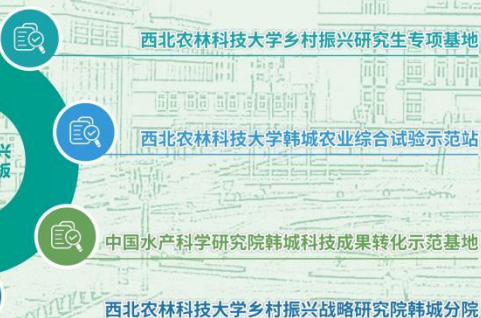 西北农林科技大学乡村振兴研究生专项基地
西北农林科技大学韩城农业综合试验示范站
兴
板
中国水产科学研究院韩城科技成果转化示范基地
西北农林科技大学乡村振兴战略研究院韩城分院